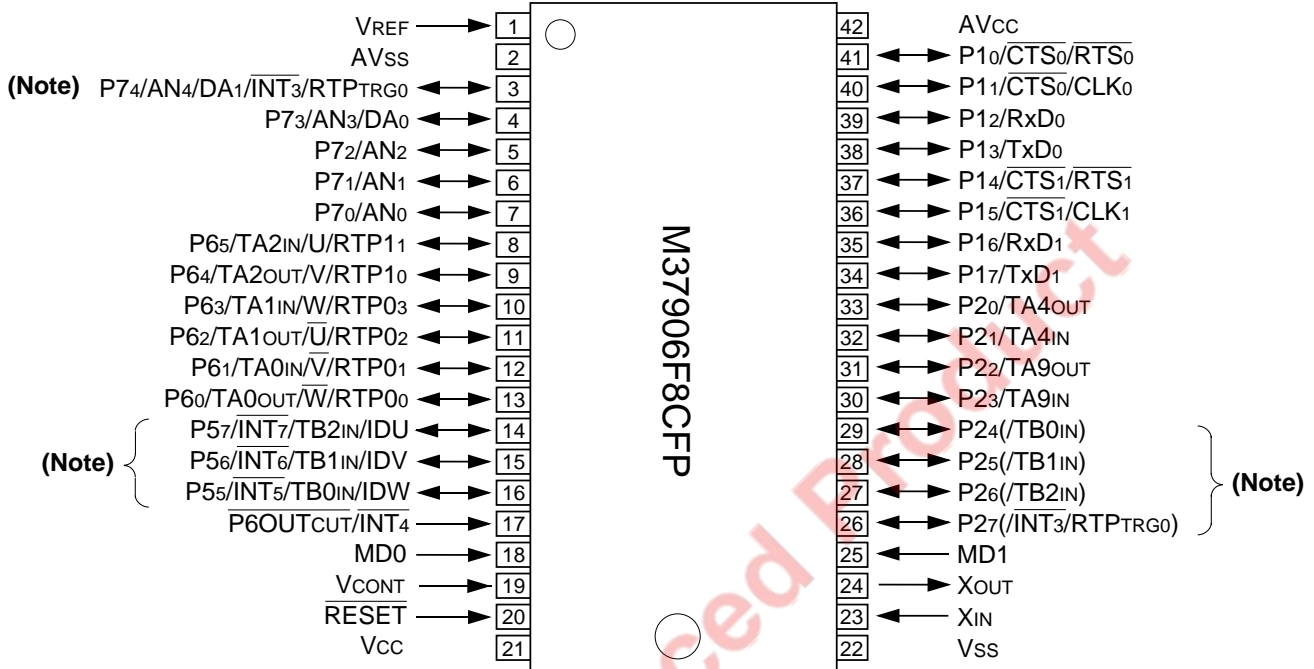 VREF 1
AVSS 2
(Note) P74/AN4/DA1/INT3/RTPTRG0 3
P73/AN3/DA0 4
P72/AN2 5
P71/AN1 6
P70/AN0 7
P65/TA2IN/U/RTP11 8
P64/TA2OUT/V/RTP10 9
P63/TA1IN/W/RTP03 10
P62/TA1OUT/U̅/RTP02 11
P61/TA0IN/V̅/RTP01 12
P60/TA0OUT/W̅/RTP00 13
P57/INT7/TB2IN/IDU 14
(Note) P56/INT6/TB1IN/IDV 15
P55/INT5/TB0IN/IDW 16
P6OUTCUT/INT4 17
MD0 18
VCONT 19
RESET 20
VCC 21
M37906F8CFP
42 AVCC
41 P10/CTS0/RTS0
40 P11/CTS0/CLK0
39 P12/RxD0
38 P13/TxD0
37 P14/CTS1/RTS1
36 P15/CTS1/CLK1
35 P16/RxD1
34 P17/TxD1
33 P20/TA4OUT
32 P21/TA4IN
31 P22/TA9OUT
30 P23/TA9IN
29 P24(/TB0IN)
28 P25(/TB1IN)
27 P26(/TB2IN) (Note)
26 P27(/INT3/RTPTRG0)
25 MD1
24 XOUT
23 XIN
22 VSS
ced Product